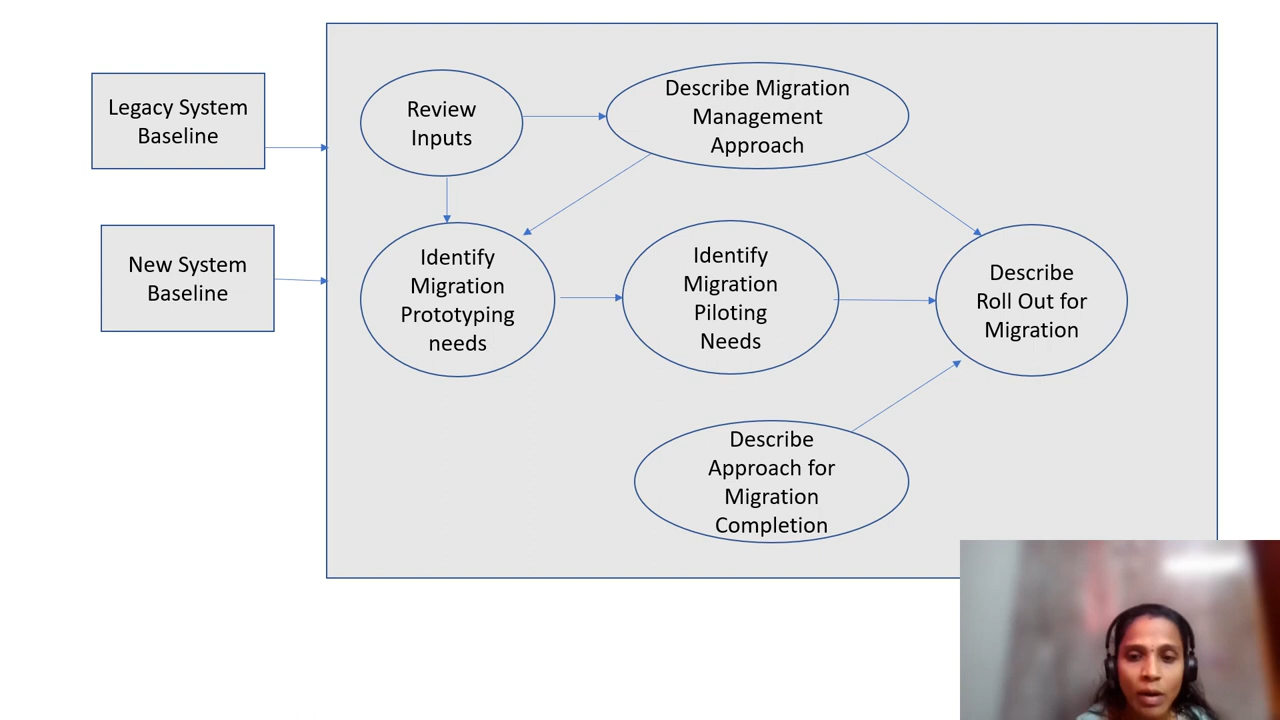 Legacy System
Baseline
New System
Baseline
Review
Inputs
Describe Migration
Management
Approach
Identify
Migration
Prototyping
needs
Identify
Migration
Piloting
Needs
Describe
Roll Out for
Migration
Describe
Approach for
Migration
Completion